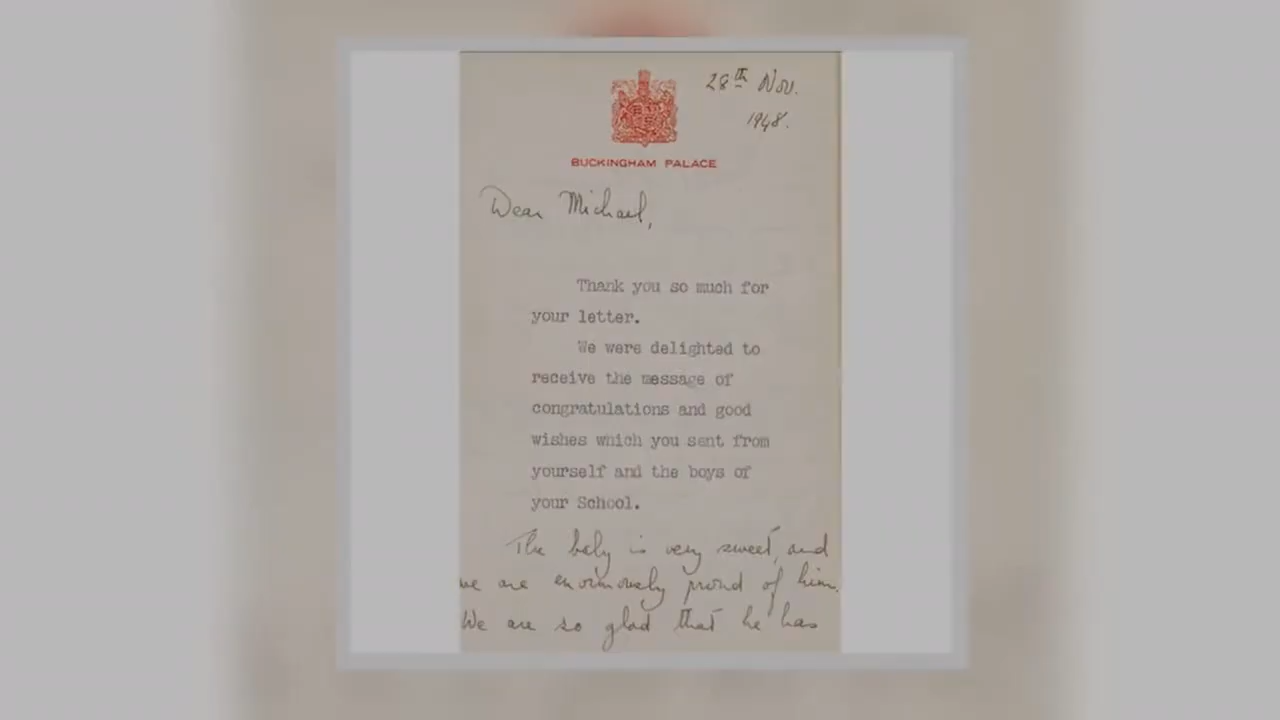 28th Nov.
1948.
BUCKINGHAM PALACE
Dear Michael,
Thank you so much for
your letter.
We were delighted to
receive the message of
congratulations and good
wishes which you sent from
yourself and the boys of
your School.
The baby is very sweet, and
we are enormously proud of him.
We are so glad that he has